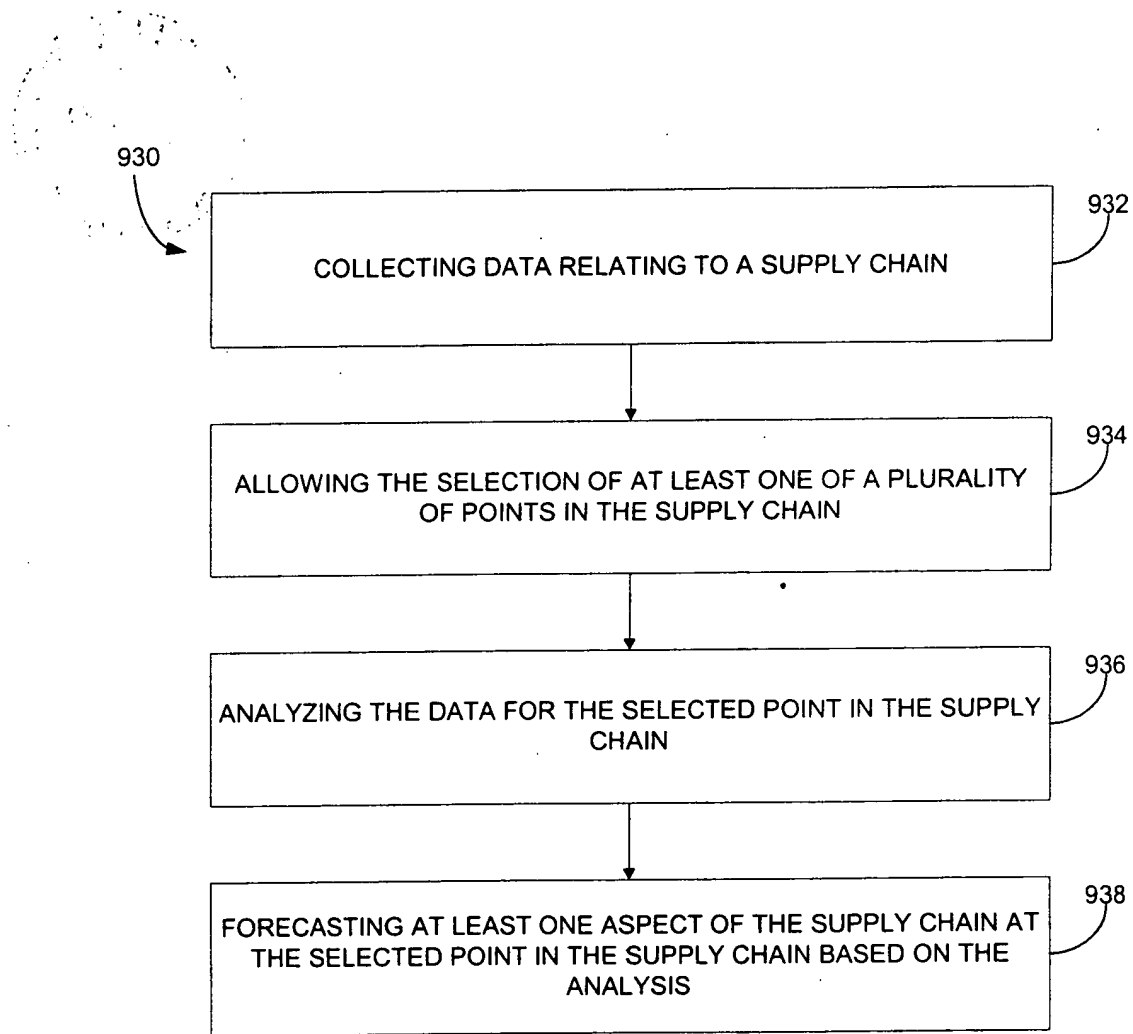 930
932
COLLECTING DATA RELATING TO A SUPPLY CHAIN
934
ALLOWING THE SELECTION OF AT LEAST ONE OF A PLURALITY
OF POINTS IN THE SUPPLY CHAIN
936
ANALYZING THE DATA FOR THE SELECTED POINT IN THE SUPPLY
CHAIN
938
FORECASTING AT LEAST ONE ASPECT OF THE SUPPLY CHAIN AT
THE SELECTED POINT IN THE SUPPLY CHAIN BASED ON THE
ANALYSIS